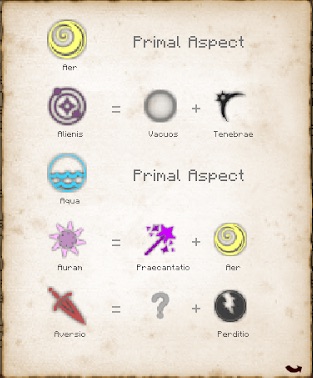 Primal Aspect
Aer
=
+
Alienis
Vacuos
Tenebrae
Primal Aspect
Aqua
=
+
Auram
Praecantatio
Aer
=
?
+
Aversio
Perditio